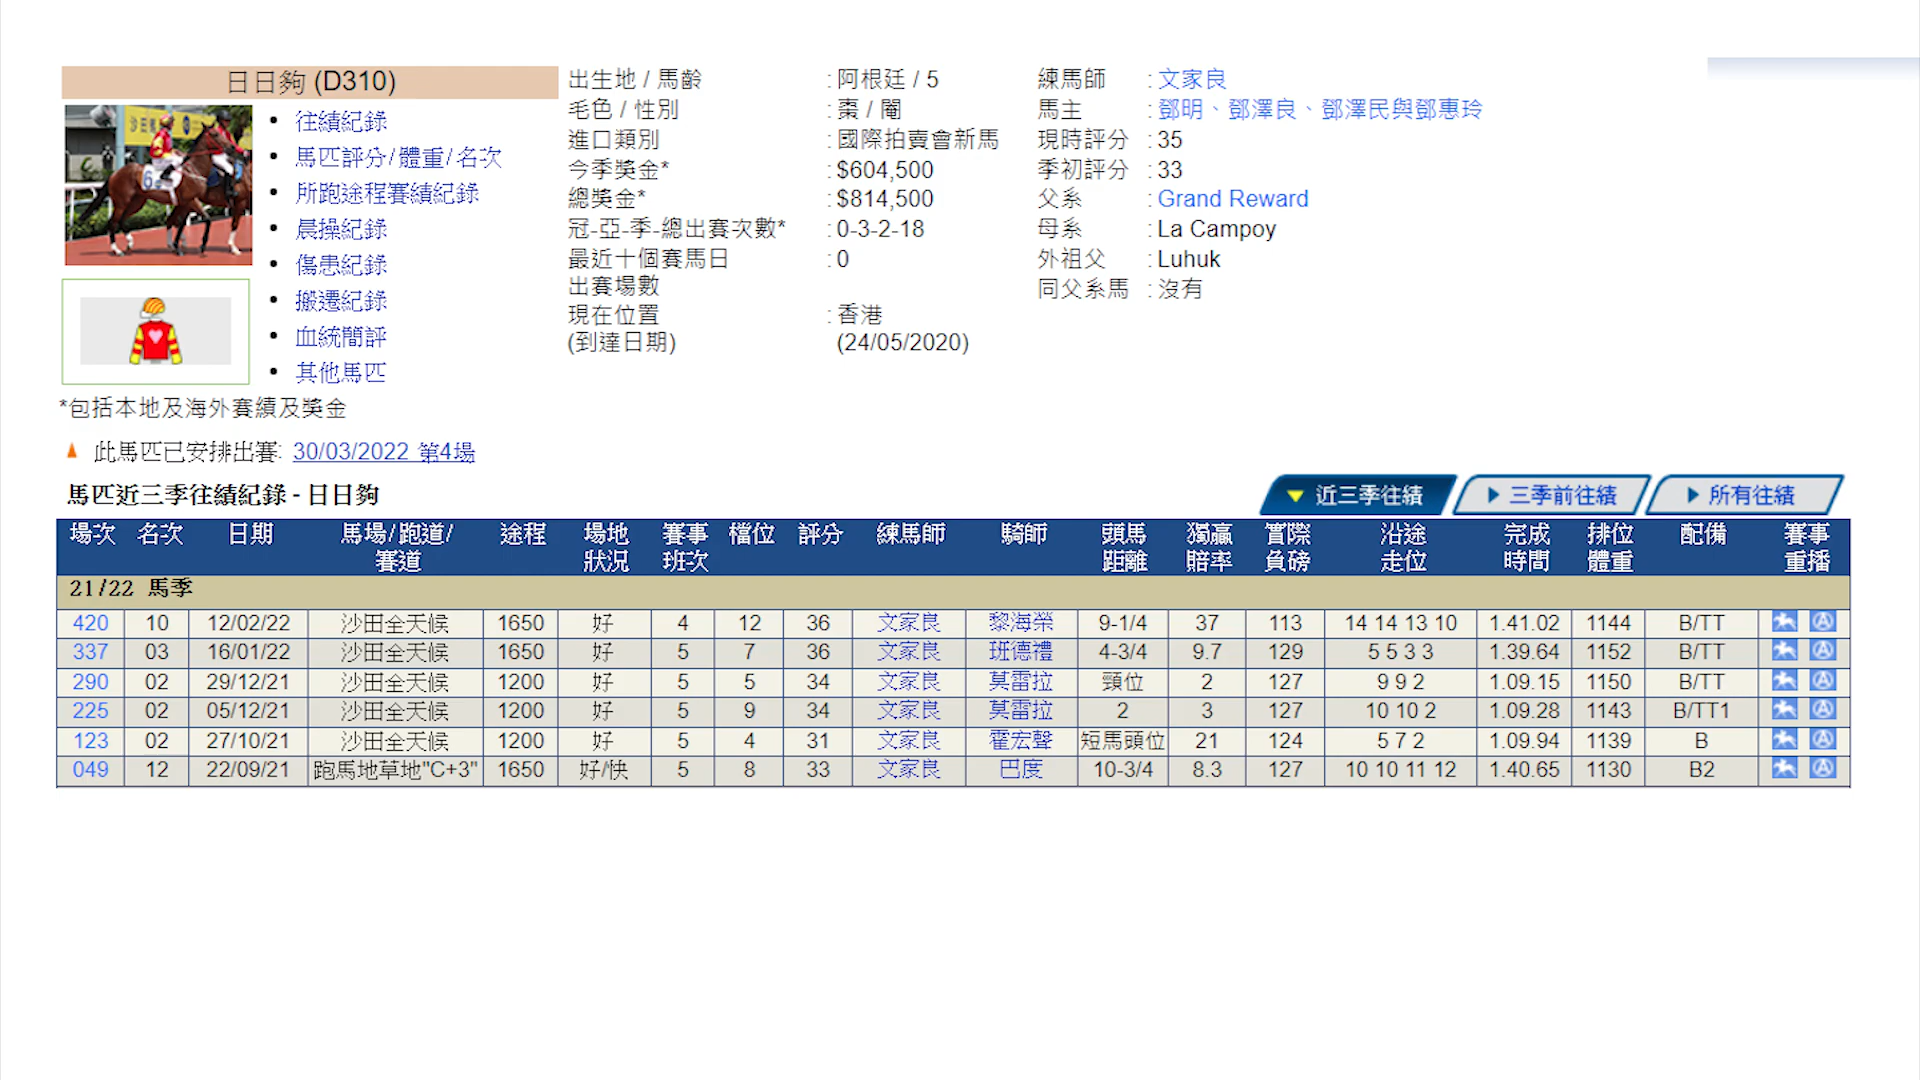 日日夠 (D310)
往績紀錄
馬匹評分/體重/名次
所跑途程賽績紀錄
晨操紀錄
傷患紀錄
搬遷紀錄
血統簡評
其他馬匹
出生地 / 馬齡 : 阿根廷 / 5
毛色 / 性別 : 棗 / 閹
進口類別 : 國際拍賣會新馬
今季獎金* : $604,500
總獎金* : $814,500
冠-亞-季-總出賽次數* : 0-3-2-18
最近十個賽馬日 : 0
出賽場數
現在位置 : 香港
(到達日期) (24/05/2020)
練馬師 : 文家良
馬主 : 鄧明、鄧澤良、鄧澤民與鄧惠玲
現時評分 : 35
季初評分 : 33
父系 : Grand Reward
母系 : La Campoy
外祖父 : Luhuk
同父系馬 : 沒有
*包括本地及海外賽績及獎金
此馬匹已安排出賽: 30/03/2022 第4場
馬匹近三季往績紀錄 - 日日夠
近三季往績 三季前往績 所有往績
場次 名次 日期 馬場/跑道/賽道 途程 場地狀況 賽事班次 檔位 評分 練馬師 騎師 頭馬距離 獨贏賠率 實際負磅 沿途走位 完成時間 排位體重 配備 賽事重播
21/22 馬季
420 10 12/02/22 沙田全天候 1650 好 4 12 36 文家良 黎海榮 9-1/4 37 113 14 14 13 10 1.41.02 1144 B/TT
337 03 16/01/22 沙田全天候 1650 好 5 7 36 文家良 班德禮 4-3/4 9.7 129 5 5 3 3 1.39.64 1152 B/TT
290 02 29/12/21 沙田全天候 1200 好 5 5 34 文家良 莫雷拉 頸位 2 127 9 9 2 1.09.15 1150 B/TT
225 02 05/12/21 沙田全天候 1200 好 5 9 34 文家良 莫雷拉 2 3 127 10 10 2 1.09.28 1143 B/TT1
123 02 27/10/21 沙田全天候 1200 好 5 4 31 文家良 霍宏聲 短馬頭位 21 124 5 7 2 1.09.94 1139 B
049 12 22/09/21 跑馬地草地"C+3" 1650 好/快 5 8 33 文家良 巴度 10-3/4 8.3 127 10 10 11 12 1.40.65 1130 B2